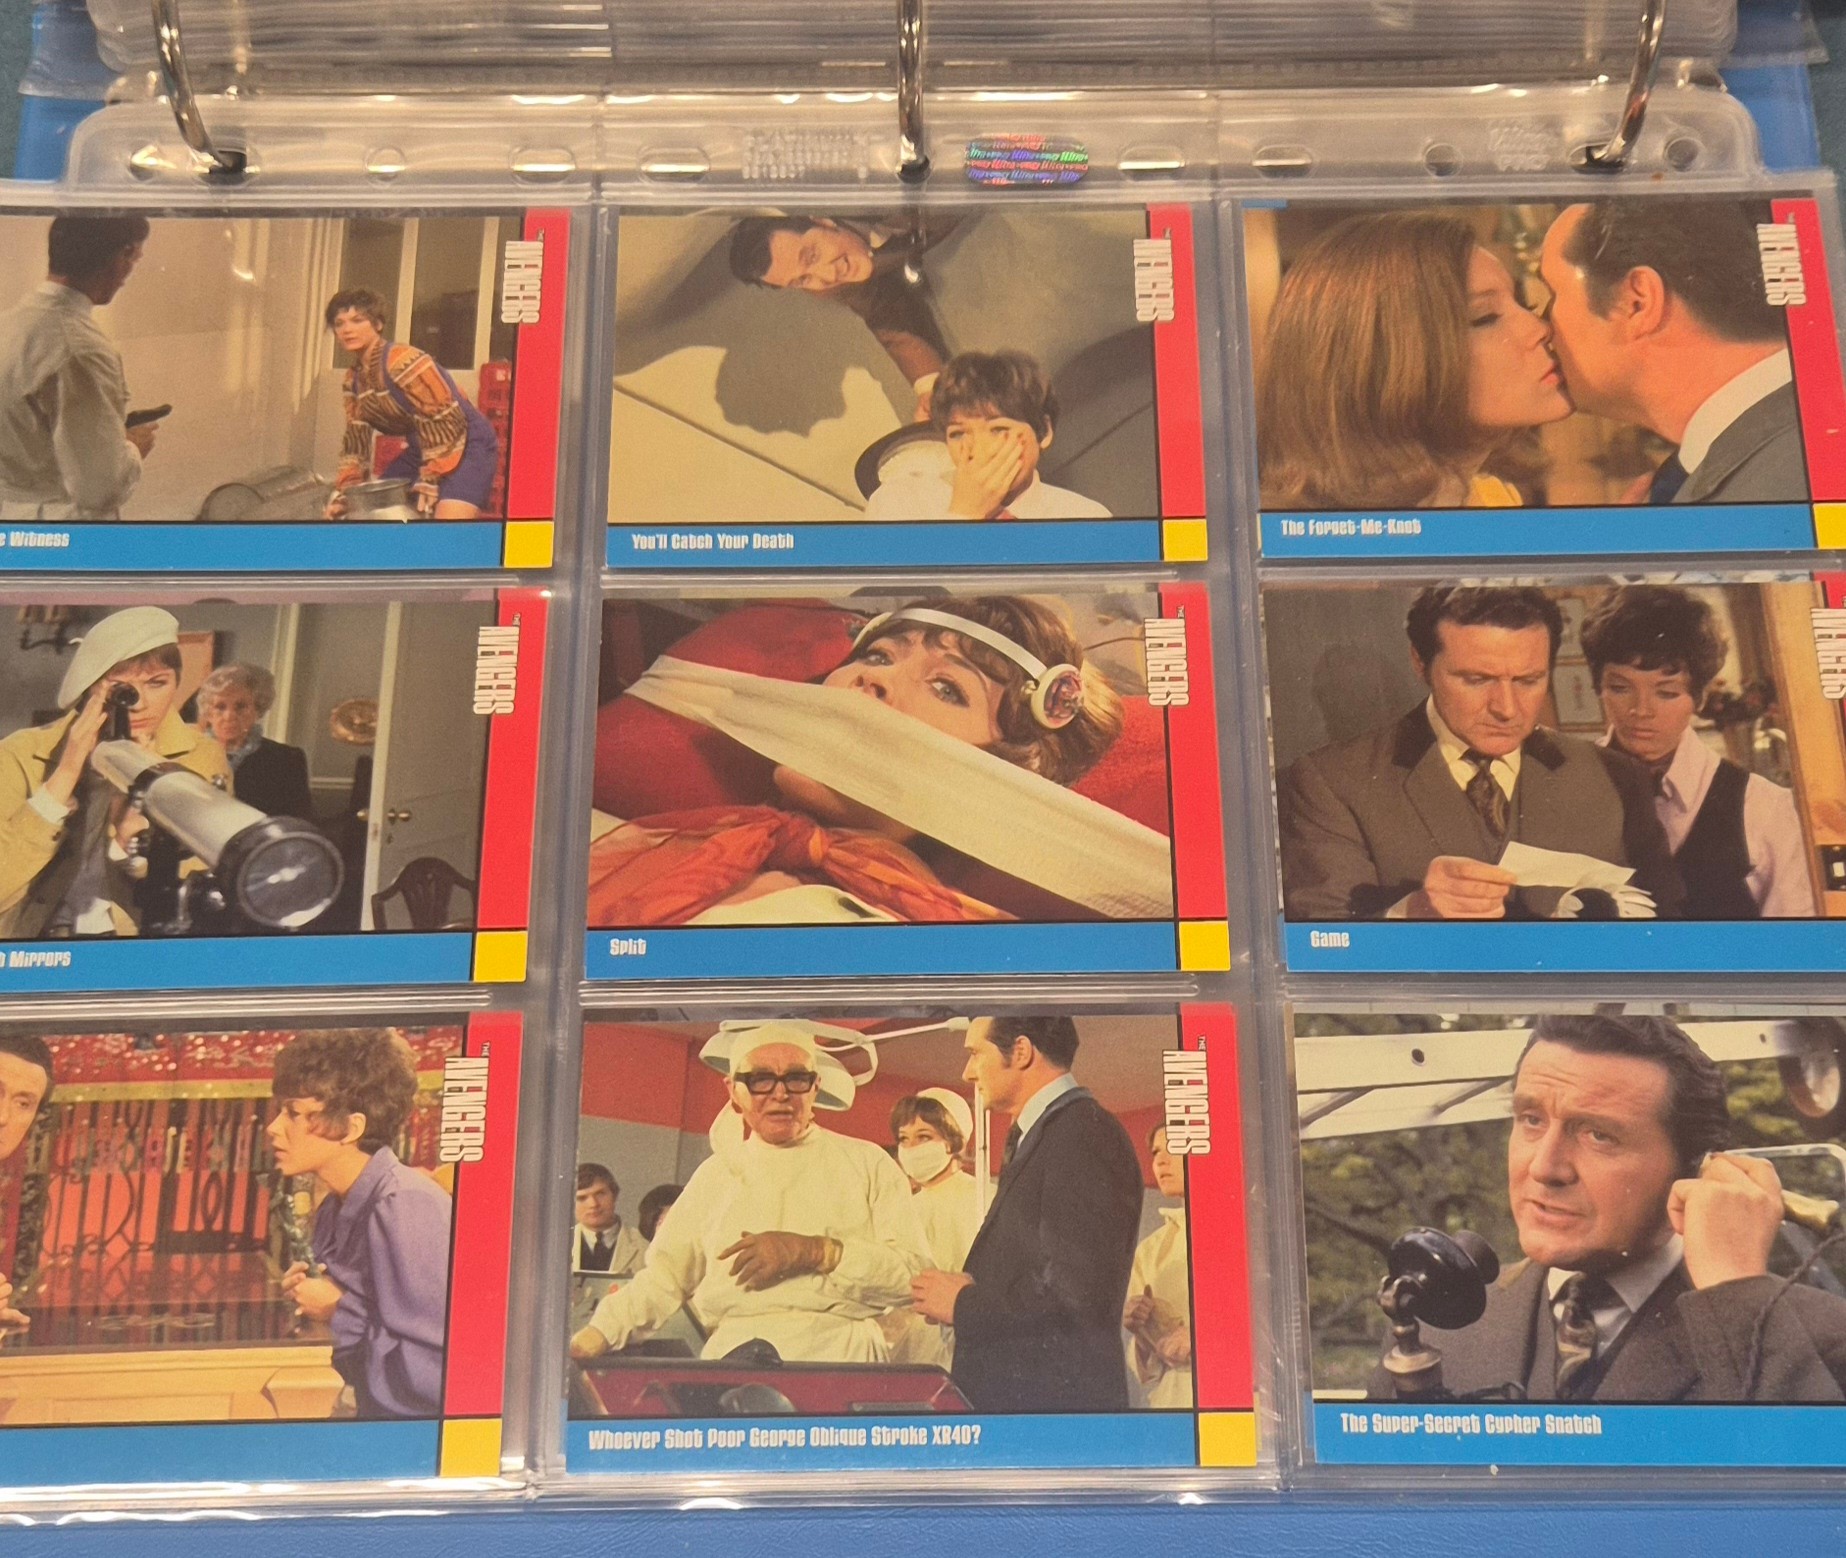 THE AVENGERS
THE AVENGERS
THE AVENGERS
e Witness
You'll Catch Your Death
The Forget-Me-Knot
THE AVENGERS
THE AVENGERS
AVENGERS
Mirrors
Split
Game
THE AVENGERS
THE AVENGERS
Whoever Shot Poor George Oblique Stroke XR40?
The Super-Secret Cypher Snatch